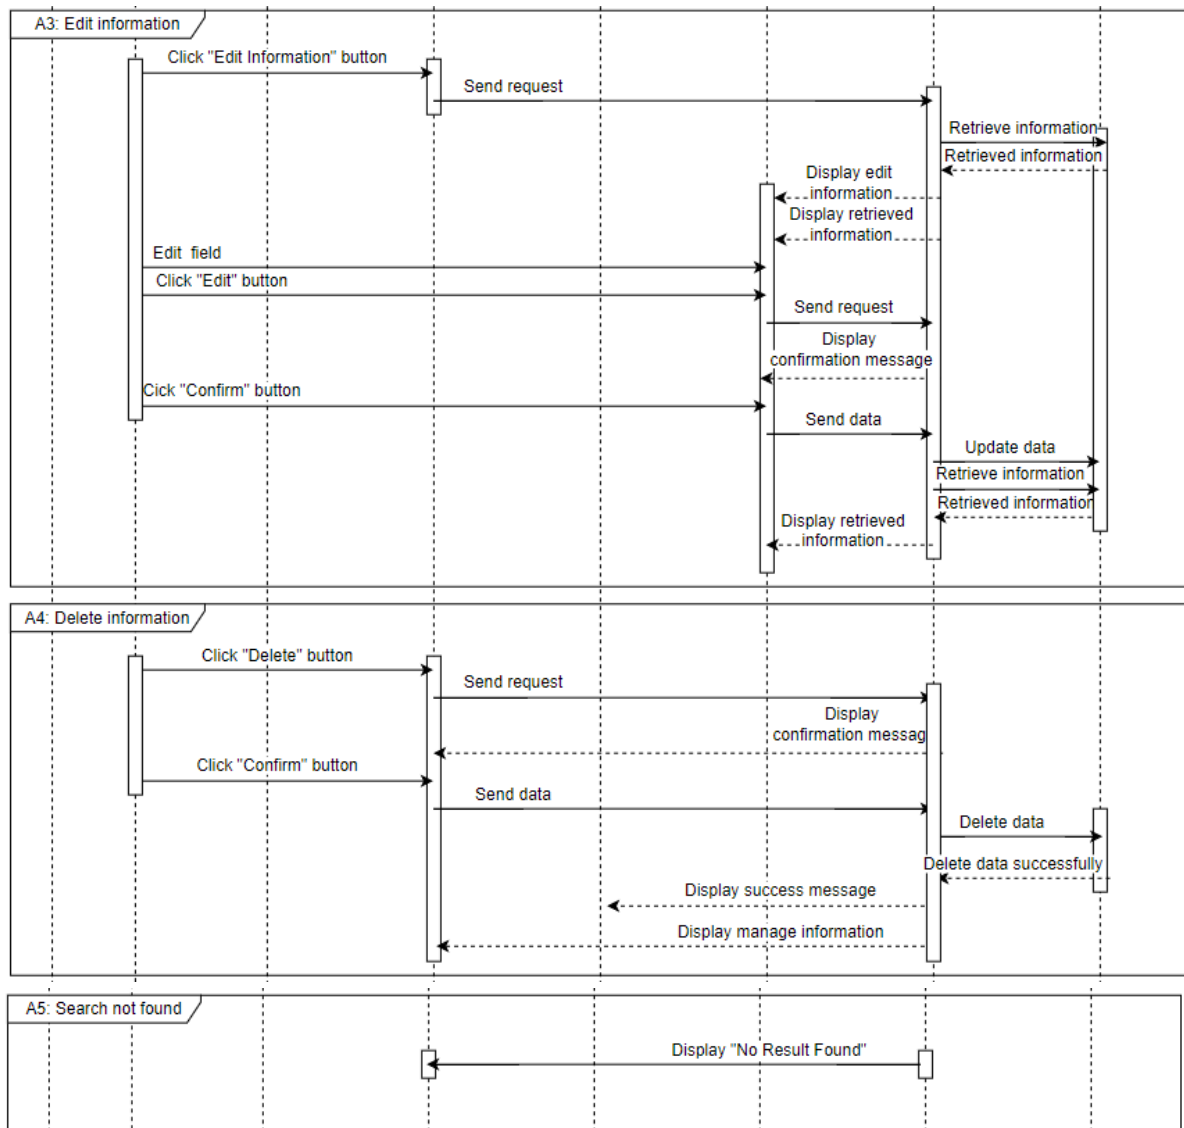 A3: Edit information
Click "Edit Information" button
Send request
Retrieve information
Retrieved information
Display edit
information
Display retrieved
information
Edit  field
Click "Edit" button
Send request
Display
confirmation message
Cick "Confirm" button
Send data
Update data
Retrieve information
Retrieved information
Display retrieved
information
A4: Delete information
Click "Delete" button
Send request
Display
confirmation messag
Click "Confirm" button
Send data
Delete data
Delete data successfully
Display success message
Display manage information
A5: Search not found
Display "No Result Found"